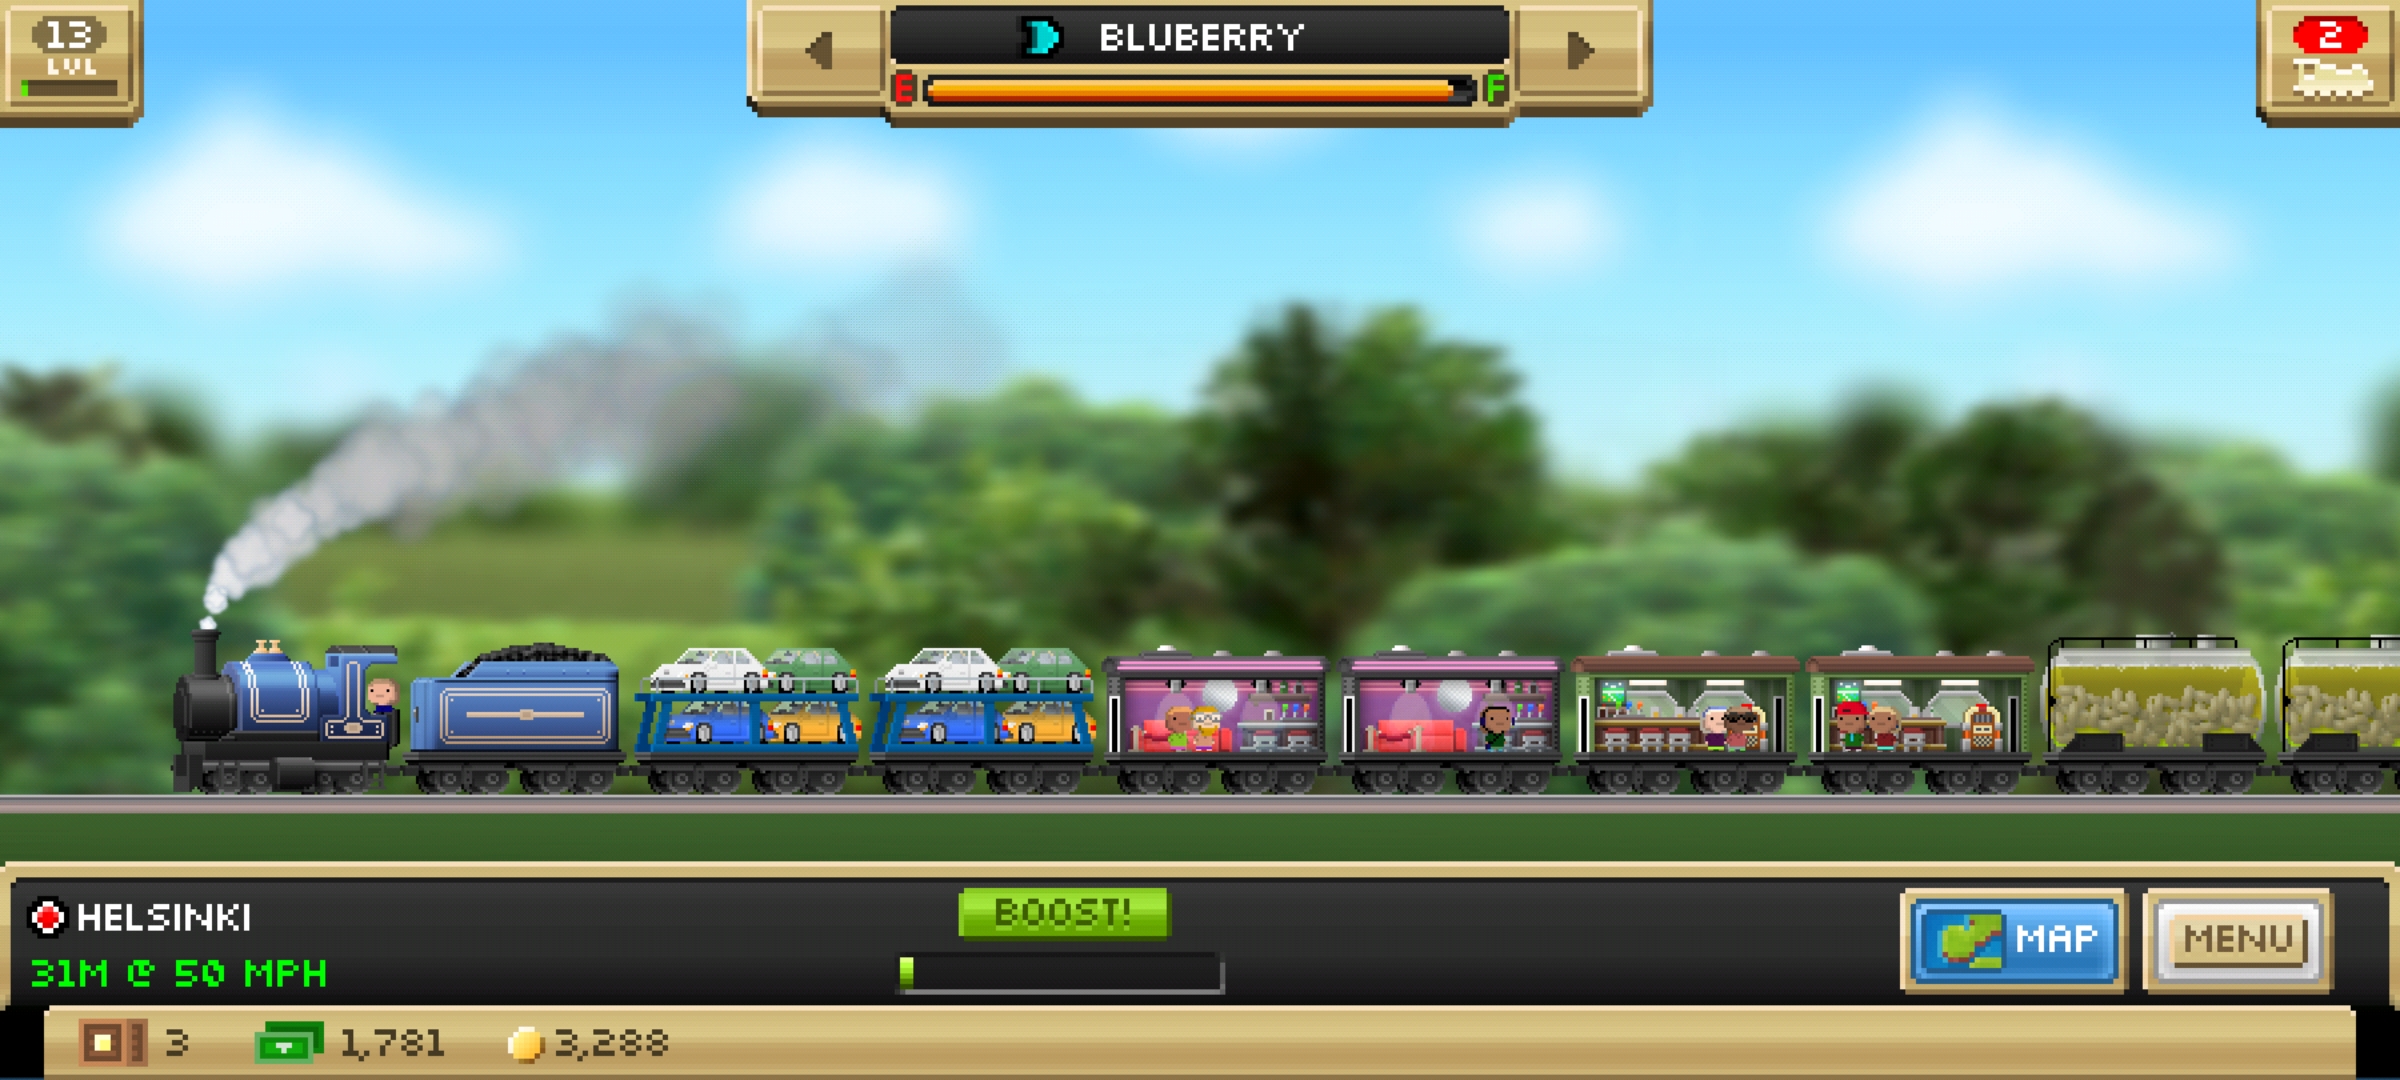 13
LVL
BLUBERRY
E F
2
HELSINKI
31M @ 50 MPH
BOOST!
MAP
MENU
3
1,781
3,288